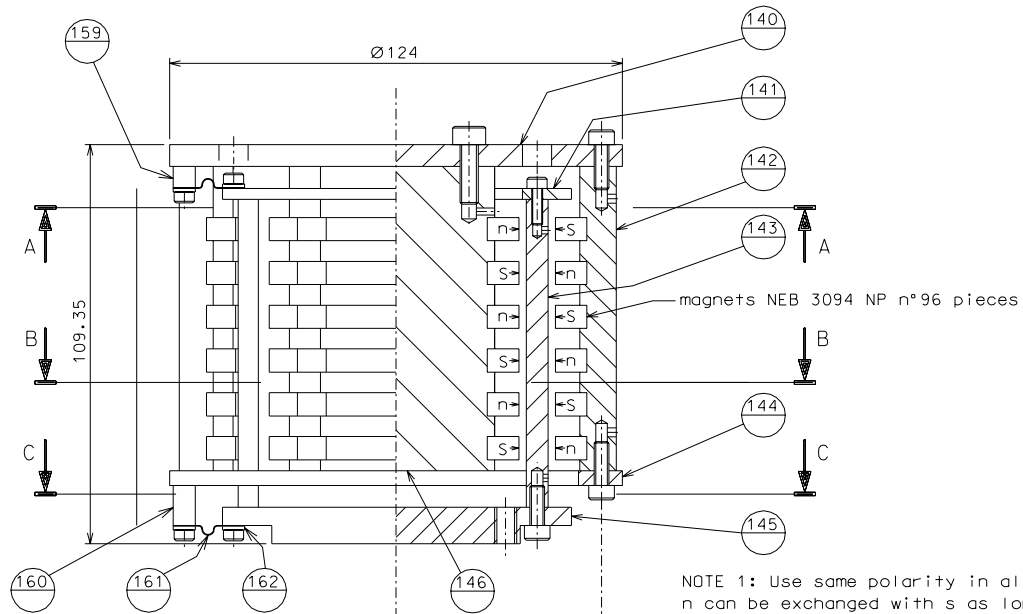 140
159
Ø124
141
142
A A
n S
143
S n
magnets NEB 3094 NP n°96 pieces
n S
109.35
B B
S n
144
n S
C C
S n
145
160 161 162 146
NOTE 1: Use same polarity in al
n can be exchanged with s as lo